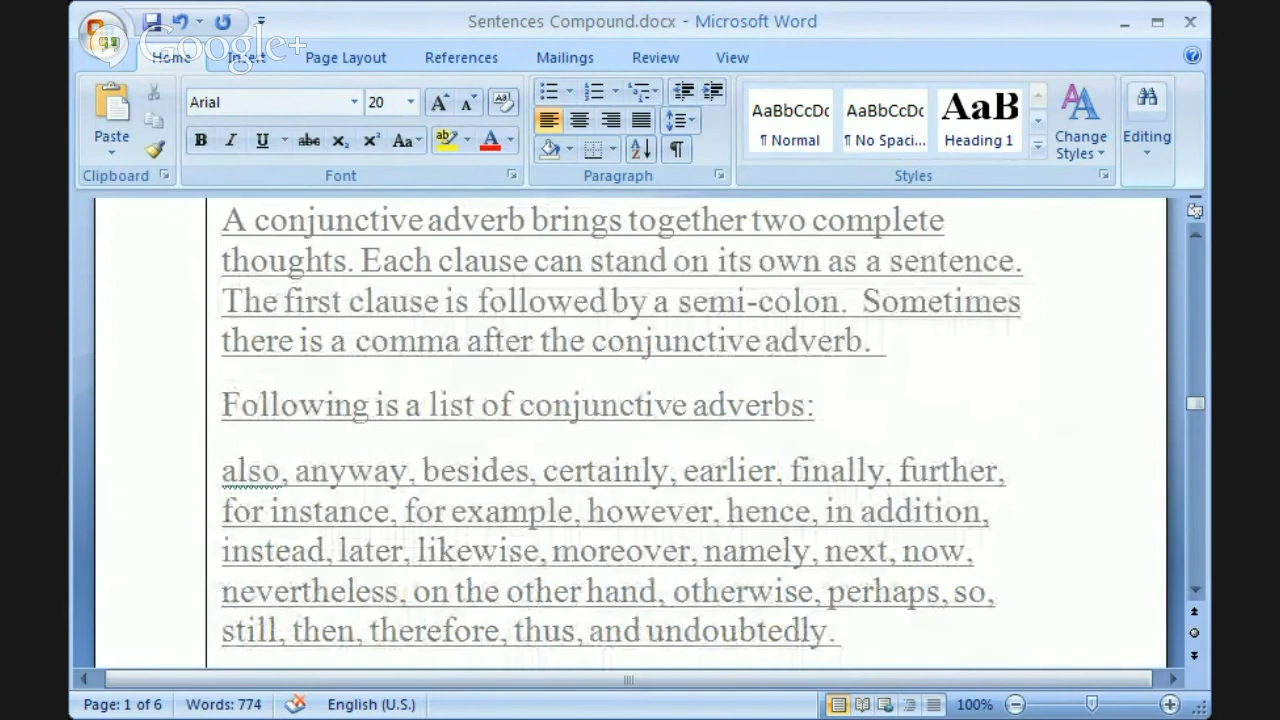 Sentences Compound.docx - Microsoft Word
Google+
Home Insert Page Layout References Mailings Review View
Paste
Clipboard
Arial 20
B I U abc X₂ X² Aa
Font
Paragraph
AaBbCcDc AaBbCcDc AaB
¶ Normal ¶ No Spaci... Heading 1
Change Styles
Styles
Editing
A conjunctive adverb brings together two complete
thoughts. Each clause can stand on its own as a sentence.
The first clause is followed by a semi-colon. Sometimes
there is a comma after the conjunctive adverb.
Following is a list of conjunctive adverbs:
also, anyway, besides, certainly, earlier, finally, further,
for instance, for example, however, hence, in addition,
instead, later, likewise, moreover, namely, next, now,
nevertheless, on the other hand, otherwise, perhaps, so,
still, then, therefore, thus, and undoubtedly.
Page: 1 of 6 Words: 774 English (U.S.) 100%